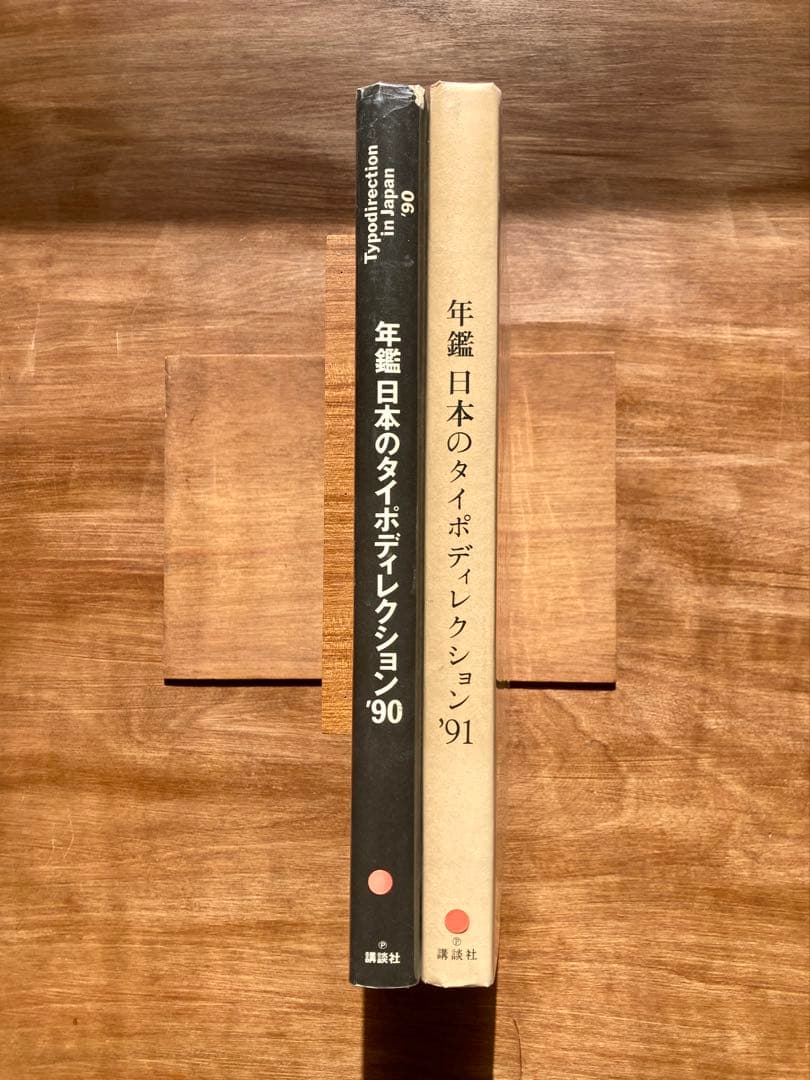 Typodirection
in Japan
'90
年鑑 日本のタイポディレクション
'90
Ⓟ
講談社
年鑑 日本のタイポディレクション
'91
Ⓟ
講談社